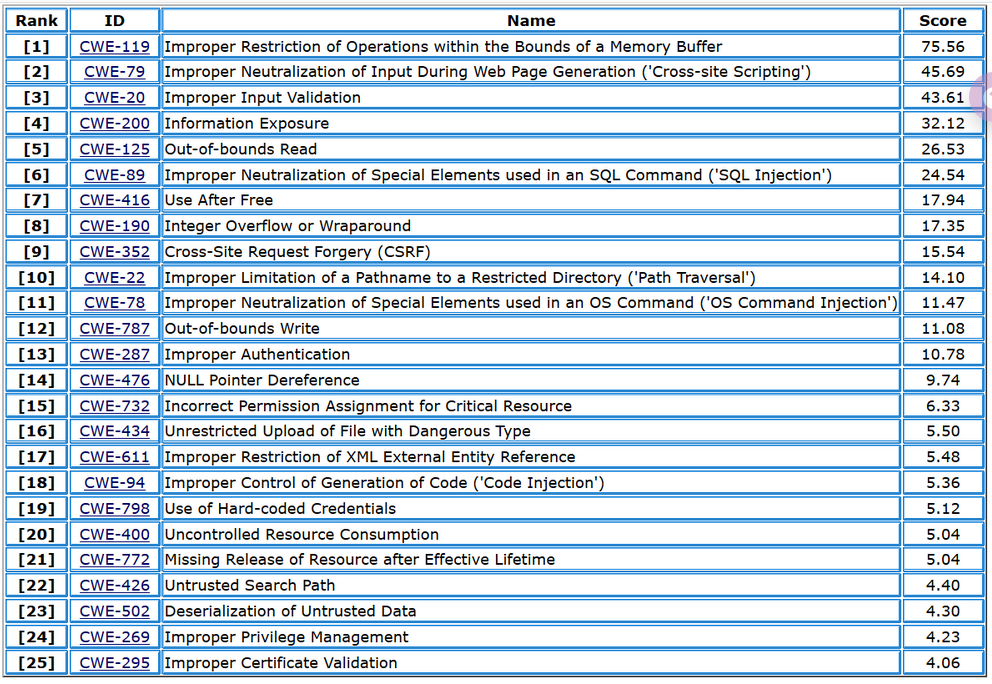 Rank ID Name Score
[1] CWE-119 Improper Restriction of Operations within the Bounds of a Memory Buffer 75.56
[2] CWE-79 Improper Neutralization of Input During Web Page Generation ('Cross-site Scripting') 45.69
[3] CWE-20 Improper Input Validation 43.61
[4] CWE-200 Information Exposure 32.12
[5] CWE-125 Out-of-bounds Read 26.53
[6] CWE-89 Improper Neutralization of Special Elements used in an SQL Command ('SQL Injection') 24.54
[7] CWE-416 Use After Free 17.94
[8] CWE-190 Integer Overflow or Wraparound 17.35
[9] CWE-352 Cross-Site Request Forgery (CSRF) 15.54
[10] CWE-22 Improper Limitation of a Pathname to a Restricted Directory ('Path Traversal') 14.10
[11] CWE-78 Improper Neutralization of Special Elements used in an OS Command ('OS Command Injection') 11.47
[12] CWE-787 Out-of-bounds Write 11.08
[13] CWE-287 Improper Authentication 10.78
[14] CWE-476 NULL Pointer Dereference 9.74
[15] CWE-732 Incorrect Permission Assignment for Critical Resource 6.33
[16] CWE-434 Unrestricted Upload of File with Dangerous Type 5.50
[17] CWE-611 Improper Restriction of XML External Entity Reference 5.48
[18] CWE-94 Improper Control of Generation of Code ('Code Injection') 5.36
[19] CWE-798 Use of Hard-coded Credentials 5.12
[20] CWE-400 Uncontrolled Resource Consumption 5.04
[21] CWE-772 Missing Release of Resource after Effective Lifetime 5.04
[22] CWE-426 Untrusted Search Path 4.40
[23] CWE-502 Deserialization of Untrusted Data 4.30
[24] CWE-269 Improper Privilege Management 4.23
[25] CWE-295 Improper Certificate Validation 4.06